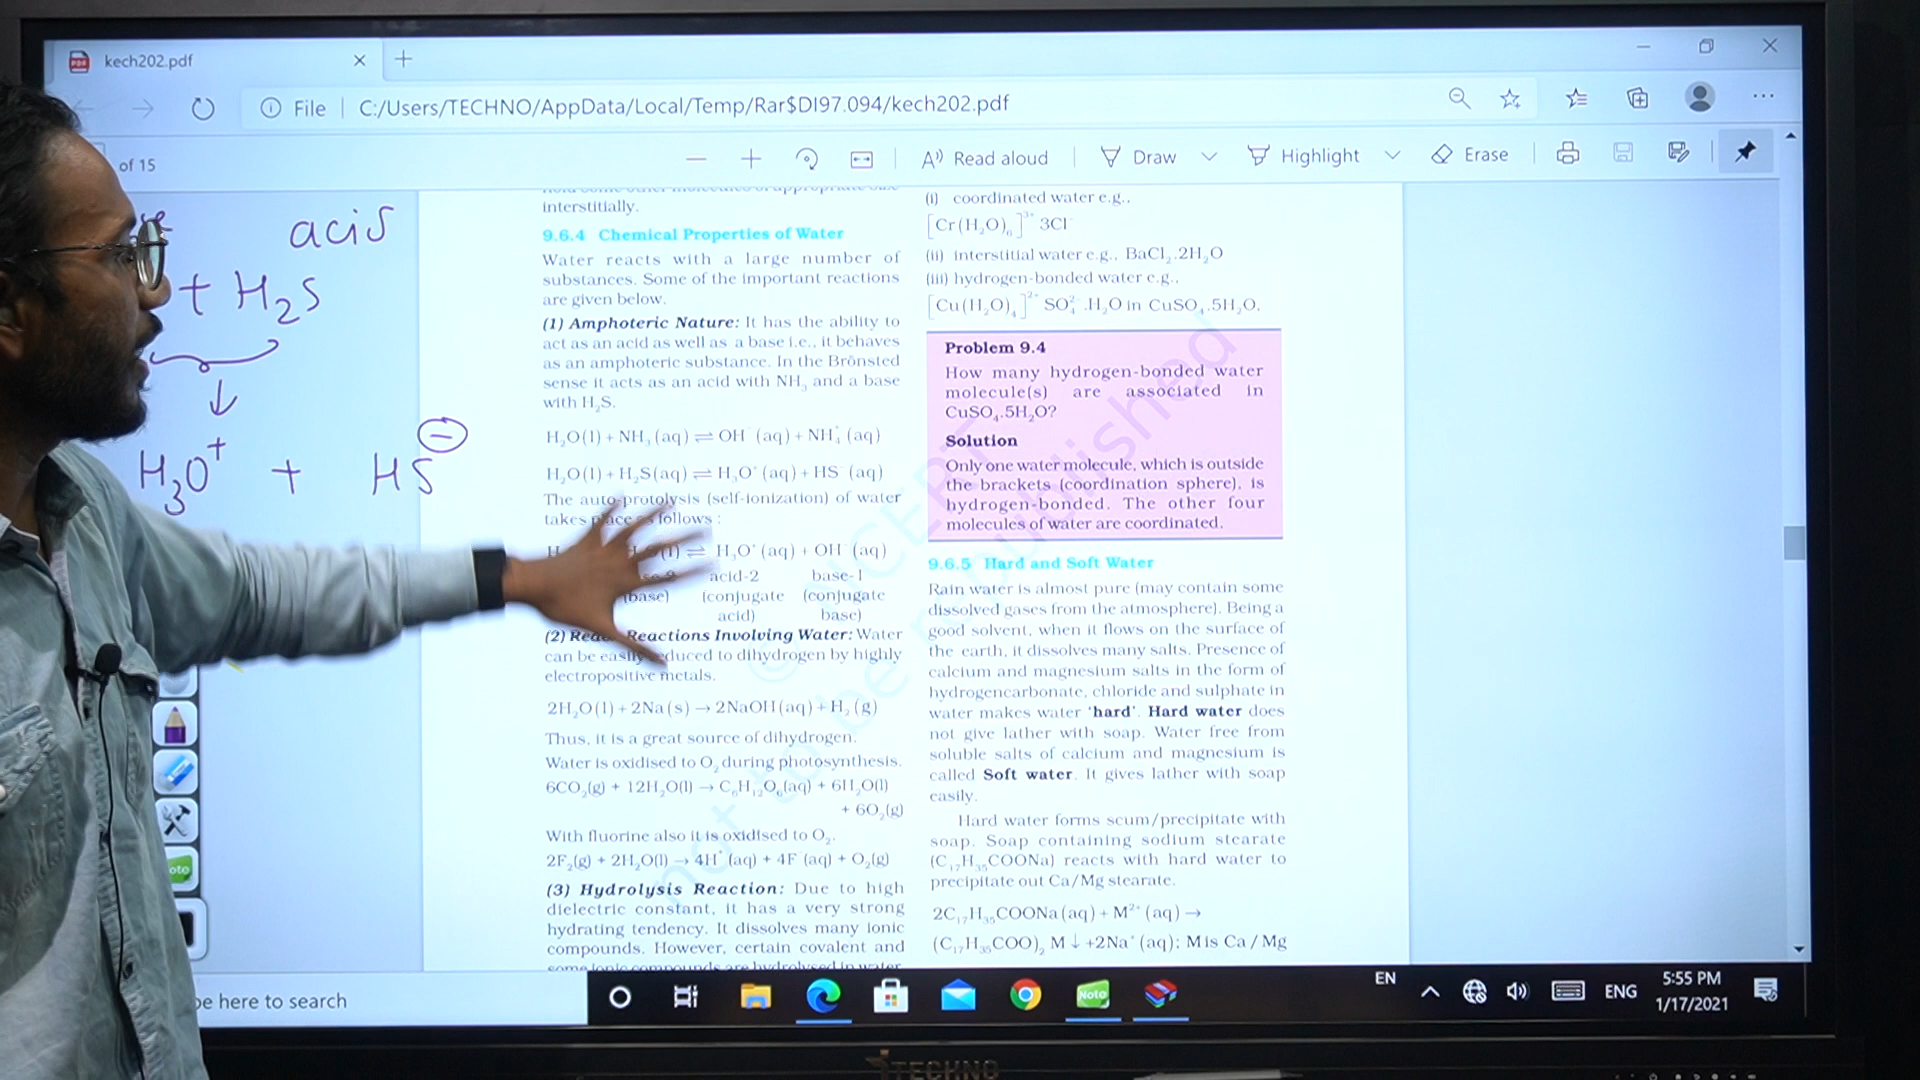 kech202.pdf
File C:/Users/TECHNO/AppData/Local/Temp/Rar$DI97.094/kech202.pdf
of 15
A)) Read aloud Draw Highlight Erase
acid
+ H₂S
H₃O⁺ + HS⊖
interstitially.
9.6.4 Chemical Properties of Water
Water reacts with a large number of
substances. Some of the important reactions
are given below.
(1) Amphoteric Nature: It has the ability to
act as an acid as well as a base i.e., it behaves
as an amphoteric substance. In the Brönsted
sense it acts as an acid with NH₃ and a base
with H₂S.
H₂O(l) + NH₃(aq) ⇌ OH⁻(aq) + NH₄⁺(aq)
H₂O(l) + H₂S(aq) ⇌ H₃O⁺(aq) + HS⁻(aq)
The auto-protolysis (self-ionization) of water
takes place as follows :
(l) ⇌ H₃O⁺(aq) + OH⁻(aq)
acid-2 base-1
(base) (conjugate (conjugate
acid) base)
(2) Reactions Involving Water: Water
can be easily reduced to dihydrogen by highly
electropositive metals.
2H₂O(l) + 2Na(s) → 2NaOH(aq) + H₂(g)
Thus, it is a great source of dihydrogen.
Water is oxidised to O₂ during photosynthesis.
6CO₂(g) + 12H₂O(l) → C₆H₁₂O₆(aq) + 6H₂O(l)
+ 6O₂(g)
With fluorine also it is oxidised to O₂.
2F₂(g) + 2H₂O(l) → 4H⁺(aq) + 4F⁻(aq) + O₂(g)
(3) Hydrolysis Reaction: Due to high
dielectric constant, it has a very strong
hydrating tendency. It dissolves many ionic
compounds. However, certain covalent and
some ionic compounds are hydrolysed in water.
(i) coordinated water e.g.,
[Cr(H₂O)₆]³⁺ 3Cl⁻
(ii) interstitial water e.g., BaCl₂.2H₂O
(iii) hydrogen-bonded water e.g.,
[Cu(H₂O)₄]²⁺ SO₄²⁻.H₂O in CuSO₄.5H₂O,
Problem 9.4
How many hydrogen-bonded water
molecule(s) are associated in
CuSO₄.5H₂O?
Solution
Only one water molecule, which is outside
the brackets (coordination sphere), is
hydrogen-bonded. The other four
molecules of water are coordinated.
9.6.5 Hard and Soft Water
Rain water is almost pure (may contain some
dissolved gases from the atmosphere). Being a
good solvent, when it flows on the surface of
the earth, it dissolves many salts. Presence of
calcium and magnesium salts in the form of
hydrogencarbonate, chloride and sulphate in
water makes water 'hard'. Hard water does
not give lather with soap. Water free from
soluble salts of calcium and magnesium is
called Soft water. It gives lather with soap
easily.
Hard water forms scum/precipitate with
soap. Soap containing sodium stearate
(C₁₇H₃₅COONa) reacts with hard water to
precipitate out Ca/Mg stearate.
2C₁₇H₃₅COONa(aq) + M²⁺(aq) →
(C₁₇H₃₅COO)₂ M↓ +2Na⁺(aq); M is Ca/Mg
© NCERT
not to be republished
oto
pe here to search
Noto
EN
ENG
5:55 PM
1/17/2021
TECHNO